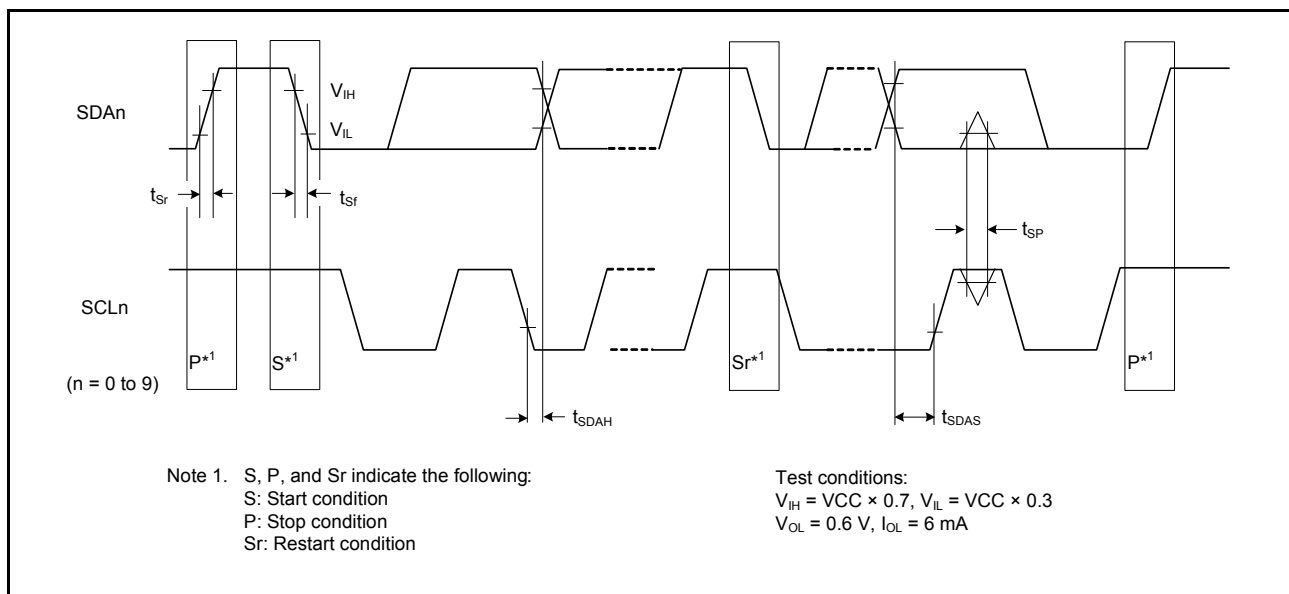 SDAn
V_IH
V_IL
t_Sr
t_Sf
t_SP
SCLn
P*1
S*1
Sr*1
P*1
(n = 0 to 9)
t_SDAH
t_SDAS
Note 1. S, P, and Sr indicate the following:
S: Start condition
P: Stop condition
Sr: Restart condition
Test conditions:
V_IH = VCC × 0.7, V_IL = VCC × 0.3
V_OL = 0.6 V, I_OL = 6 mA